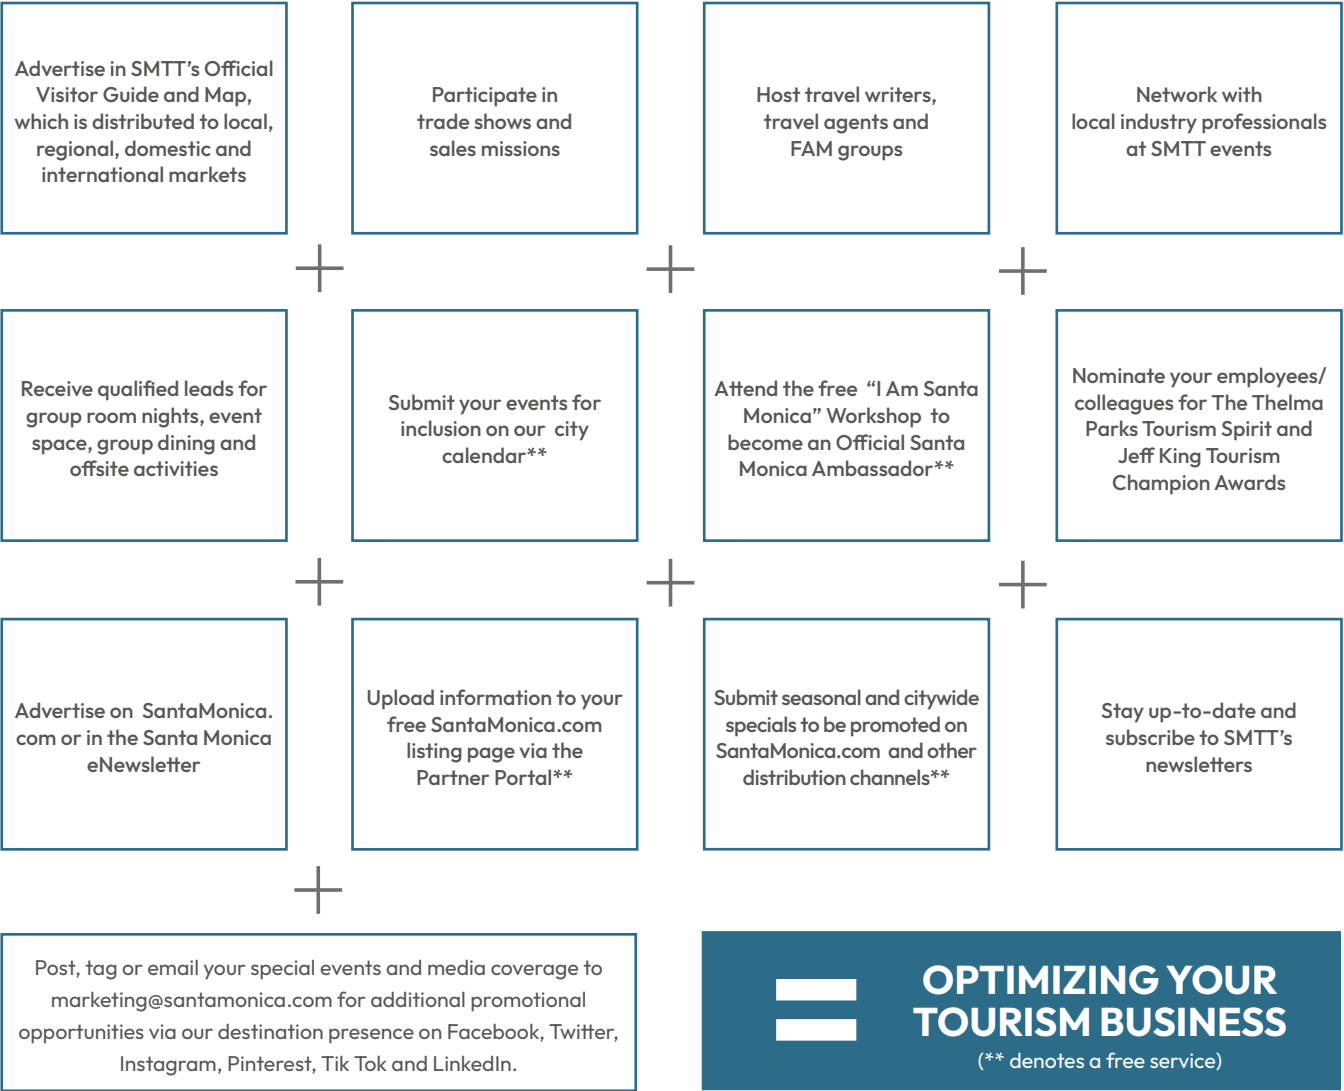 Advertise in SMTT’s Official
Visitor Guide and Map,
which is distributed to local,
regional, domestic and
international markets
Participate in
trade shows and
sales missions
Host travel writers,
travel agents and
FAM groups
Network with
local industry professionals
at SMTT events
Receive qualified leads for
group room nights, event
space, group dining and
offsite activities
Submit your events for
inclusion on our city
calendar**
Attend the free “I Am Santa
Monica” Workshop to
become an Official Santa
Monica Ambassador**
Nominate your employees/
colleagues for The Thelma
Parks Tourism Spirit and
Jeff King Tourism
Champion Awards
Advertise on SantaMonica.
com or in the Santa Monica
eNewsletter
Upload information to your
free SantaMonica.com
listing page via the
Partner Portal**
Submit seasonal and citywide
specials to be promoted on
SantaMonica.com and other
distribution channels**
Stay up-to-date and
subscribe to SMTT’s
newsletters
Post, tag or email your special events and media coverage to
marketing@santamonica.com for additional promotional
opportunities via our destination presence on Facebook, Twitter,
Instagram, Pinterest, Tik Tok and LinkedIn.
OPTIMIZING YOUR
TOURISM BUSINESS
(** denotes a free service)